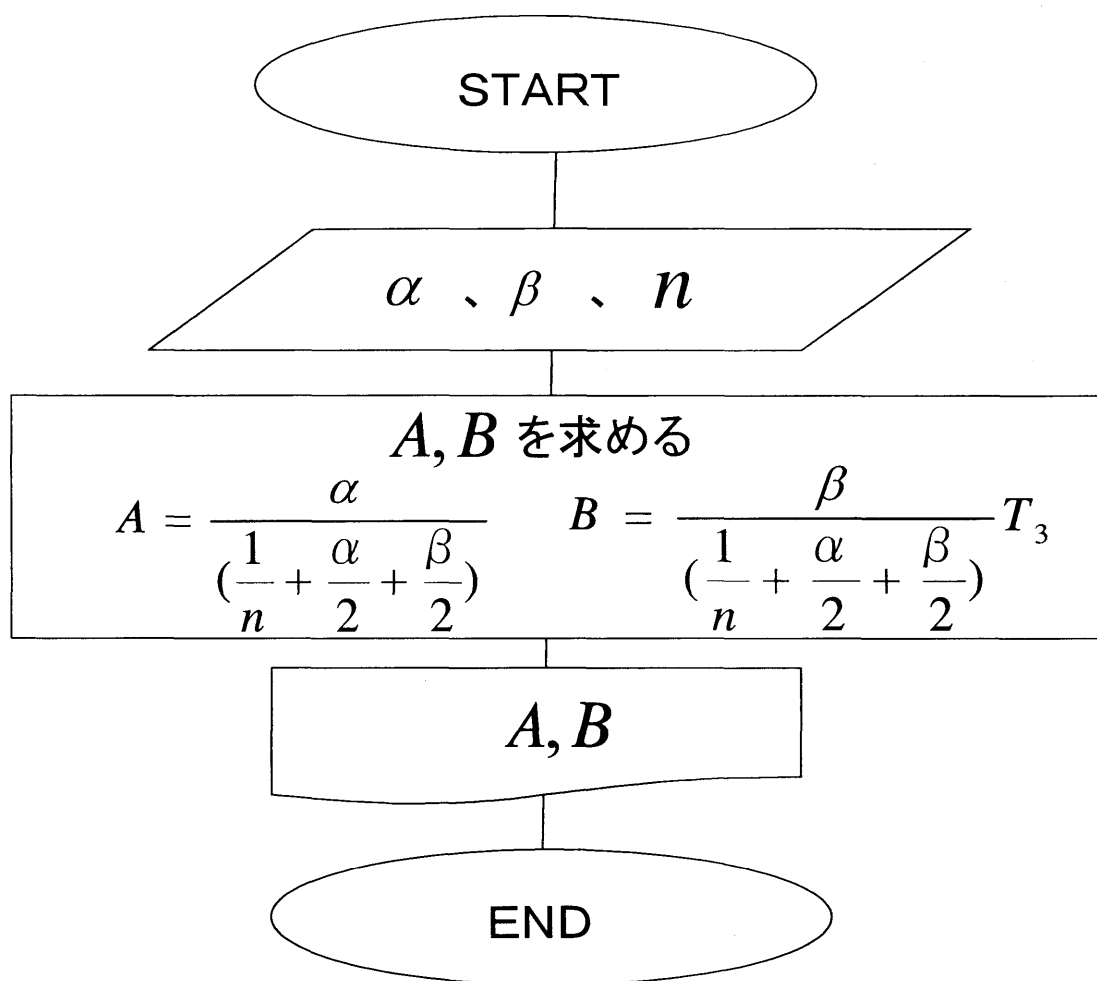 START
α 、 β 、 n
A, B を求める
A = α / (1/n + α/2 + β/2) B = β / (1/n + α/2 + β/2) T₃
A, B
END